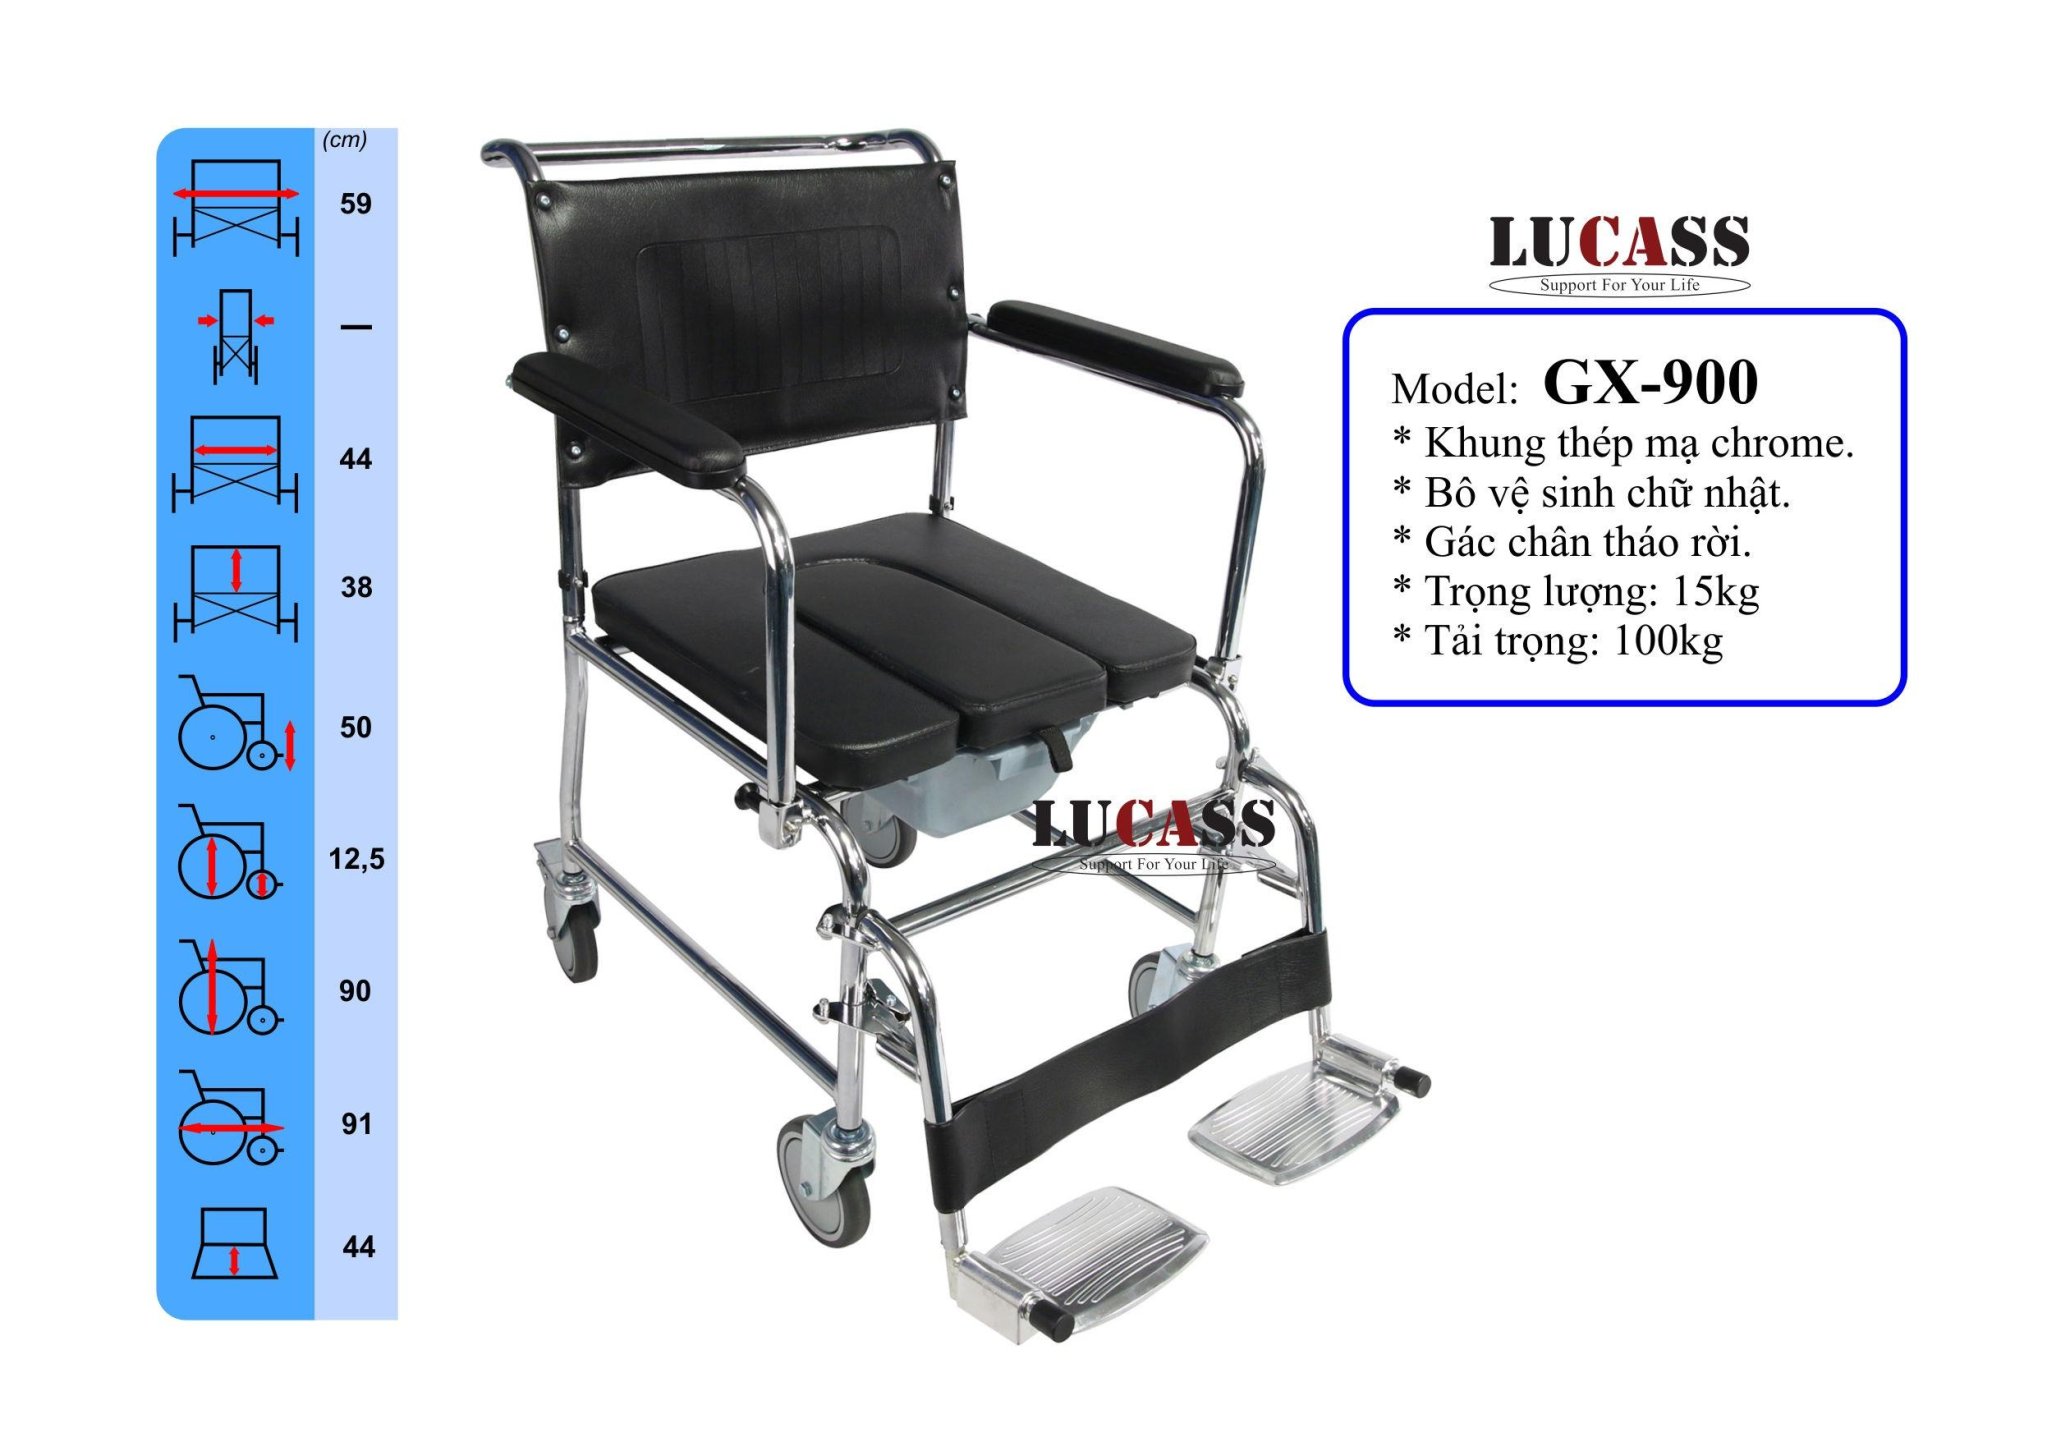 (cm)
59
—
44
38
50
12,5
90
91
44
LUCASS
Support For Your Life
Model: GX-900
* Khung thép mạ chrome.
* Bô vệ sinh chữ nhật.
* Gác chân tháo rời.
* Trọng lượng: 15kg
* Tải trọng: 100kg
LUCASS
Support For Your Life